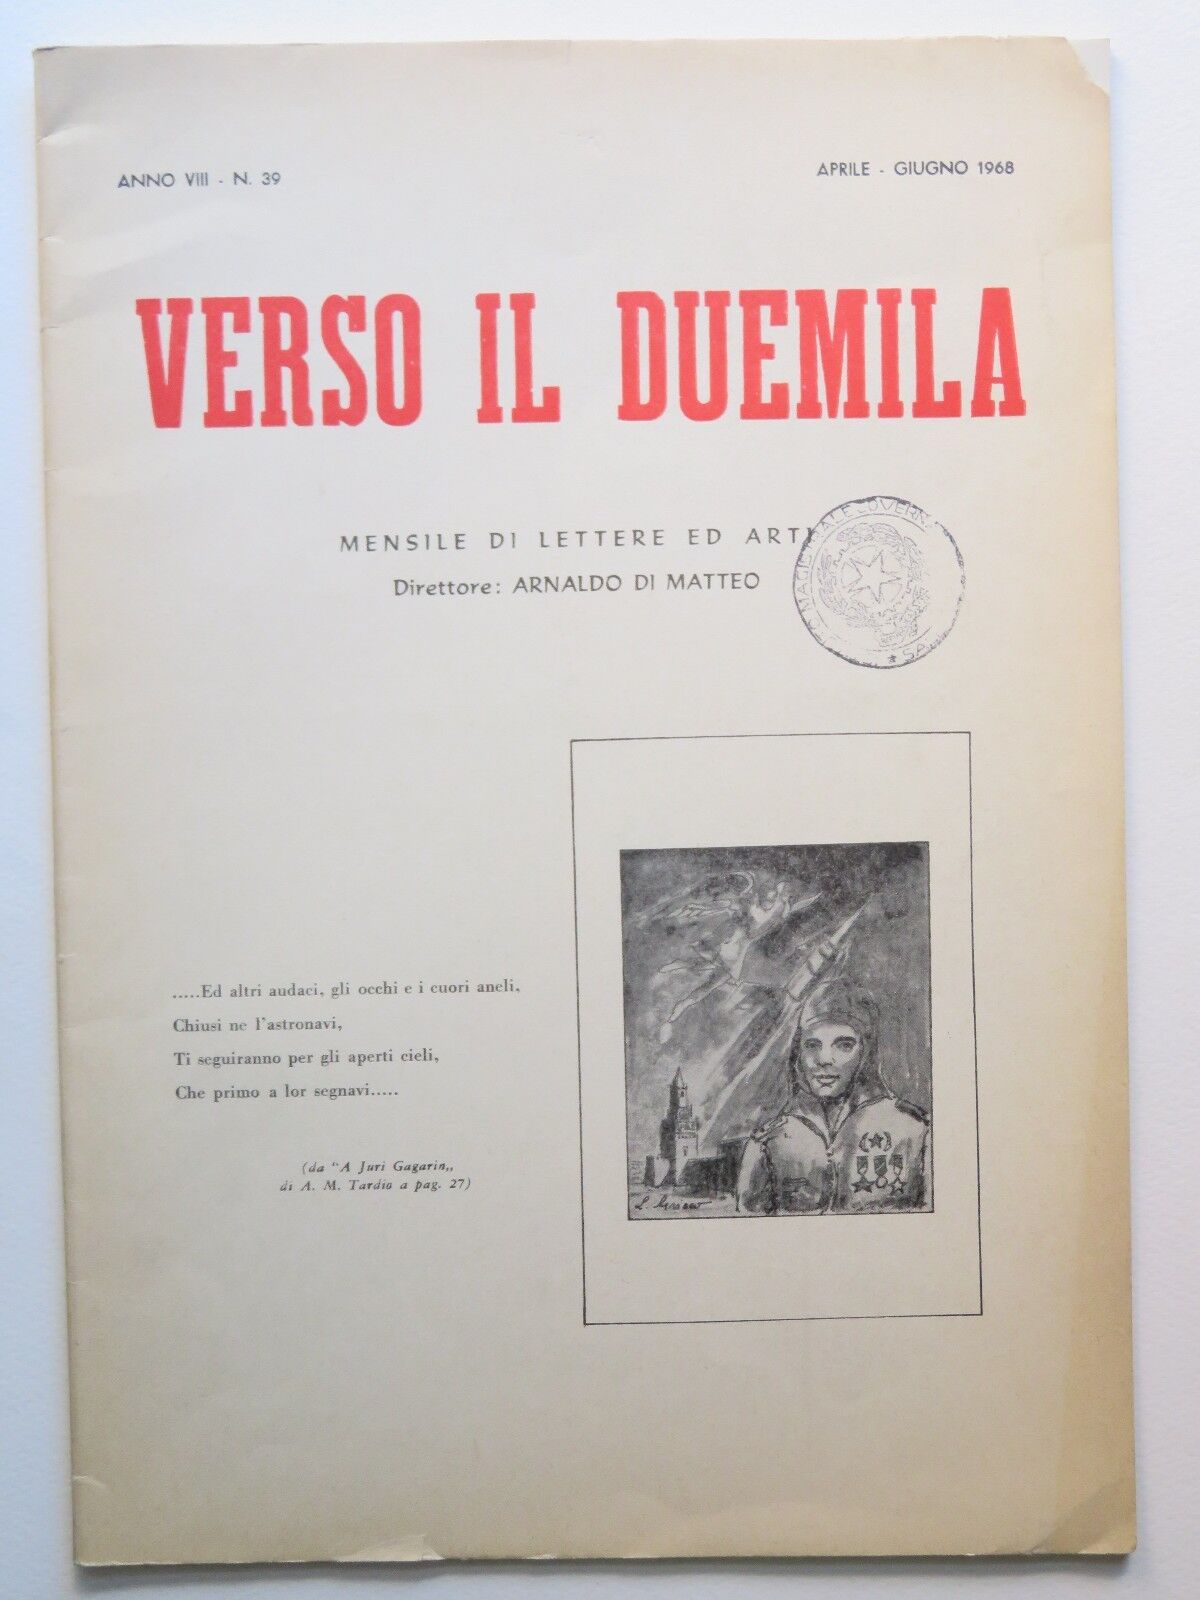 ANNO VIII - N. 39
APRILE - GIUGNO 1968
VERSO IL DUEMILA
MENSILE DI LETTERE ED ARTI
Direttore: ARNALDO DI MATTEO
.....Ed altri audaci, gli occhi e i cuori aneli,
Chiusi ne l'astronavi,
Ti seguiranno per gli aperti cieli,
Che primo a lor segnavi.....
(da "A Juri Gagarin„
di A. M. Tardio a pag. 27)